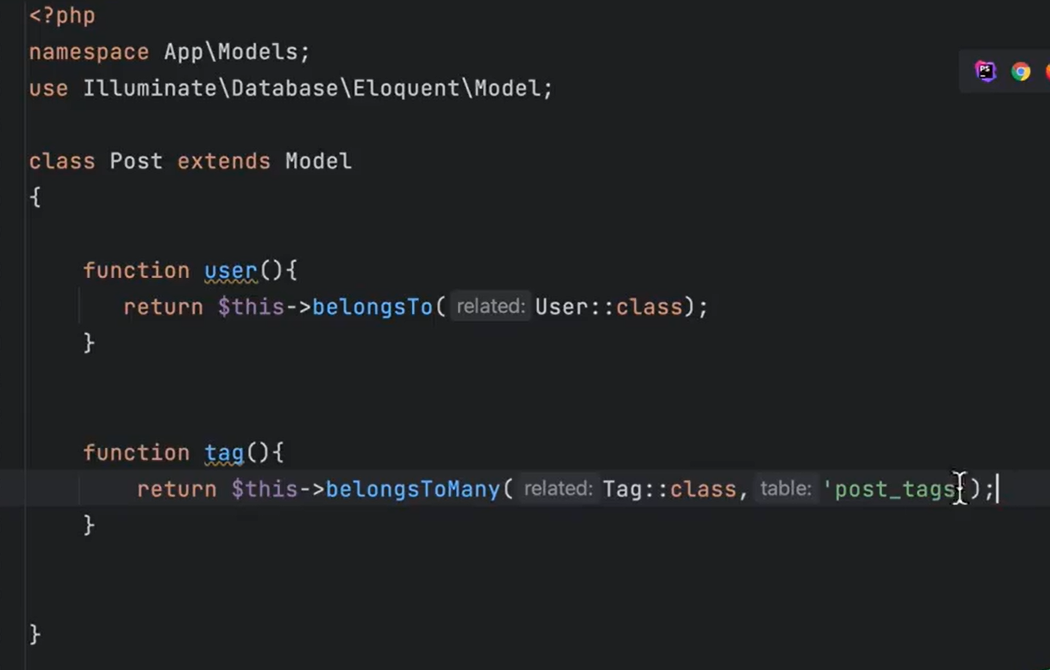 <?php
namespace App\Models;
use Illuminate\Database\Eloquent\Model;
PS
class Post extends Model
{
function user(){
return $this->belongsTo( related: User::class);
}
function tag(){
return $this->belongsToMany( related: Tag::class, table: 'post_tags');
}
}